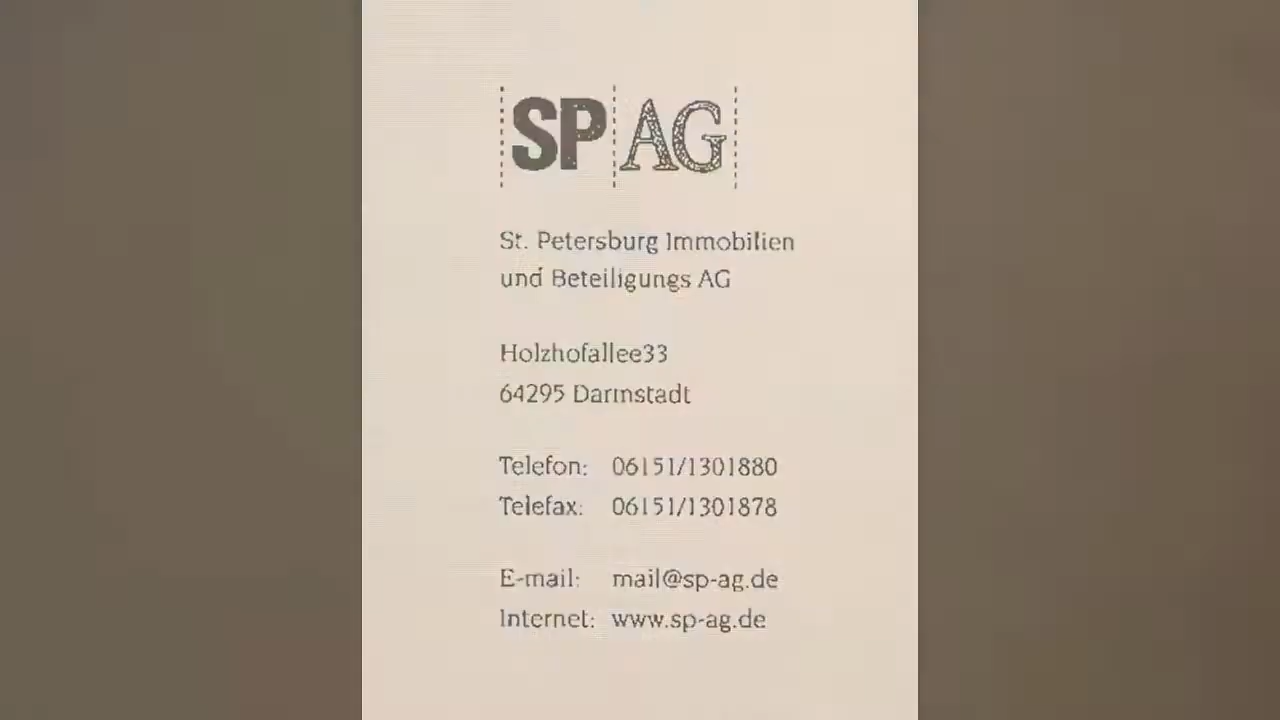 SP AG
St. Petersburg Immobilien
und Beteiligungs AG
Holzhofallee33
64295 Darmstadt
Telefon: 06151/1301880
Telefax: 06151/1301878
E-mail: mail@sp-ag.de
Internet: www.sp-ag.de